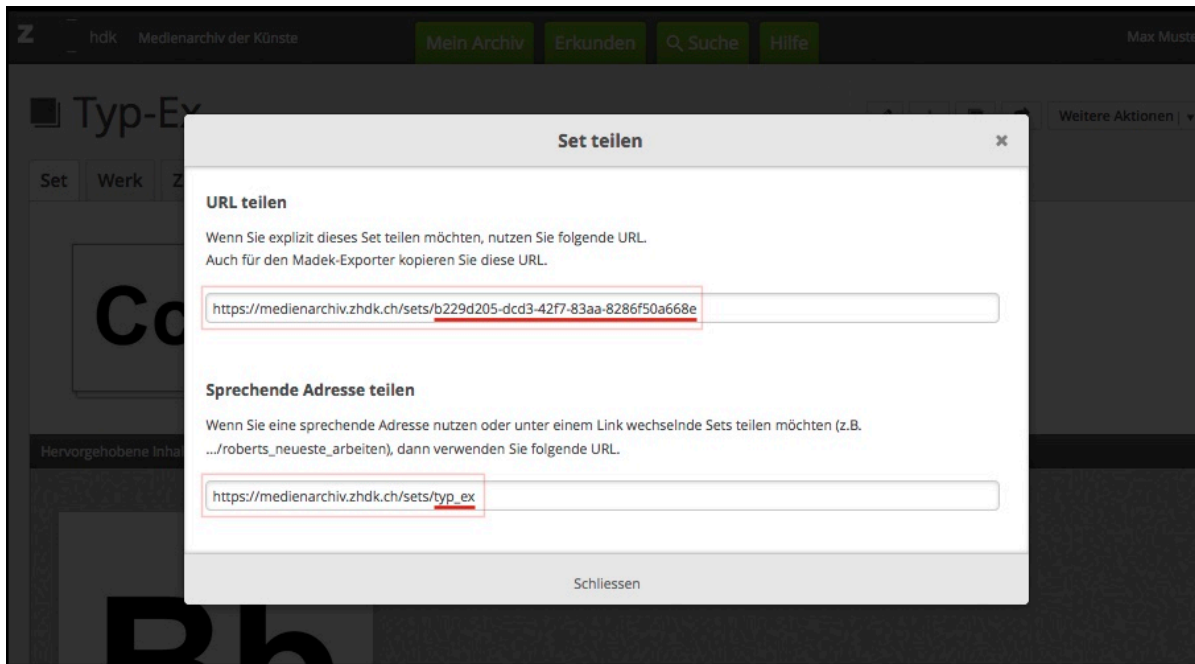 Z hdk Medienarchiv der Künste Mein Archiv Erkunden Suche Hilfe Max Muste
Typ-Ex
Weitere Aktionen
Set teilen
Set Werk Z
URL teilen
Wenn Sie explizit dieses Set teilen möchten, nutzen Sie folgende URL.
Auch für den Madek-Exporter kopieren Sie diese URL.
Co
https://medienarchiv.zhdk.ch/sets/b229d205-dcd3-42f7-83aa-8286f50a668e
Sprechende Adresse teilen
Wenn Sie eine sprechende Adresse nutzen oder unter einem Link wechselnde Sets teilen möchten (z.B.
.../roberts_neueste_arbeiten), dann verwenden Sie folgende URL.
Hervorgehobene Inhal
https://medienarchiv.zhdk.ch/sets/typ_ex
Schliessen
Bb